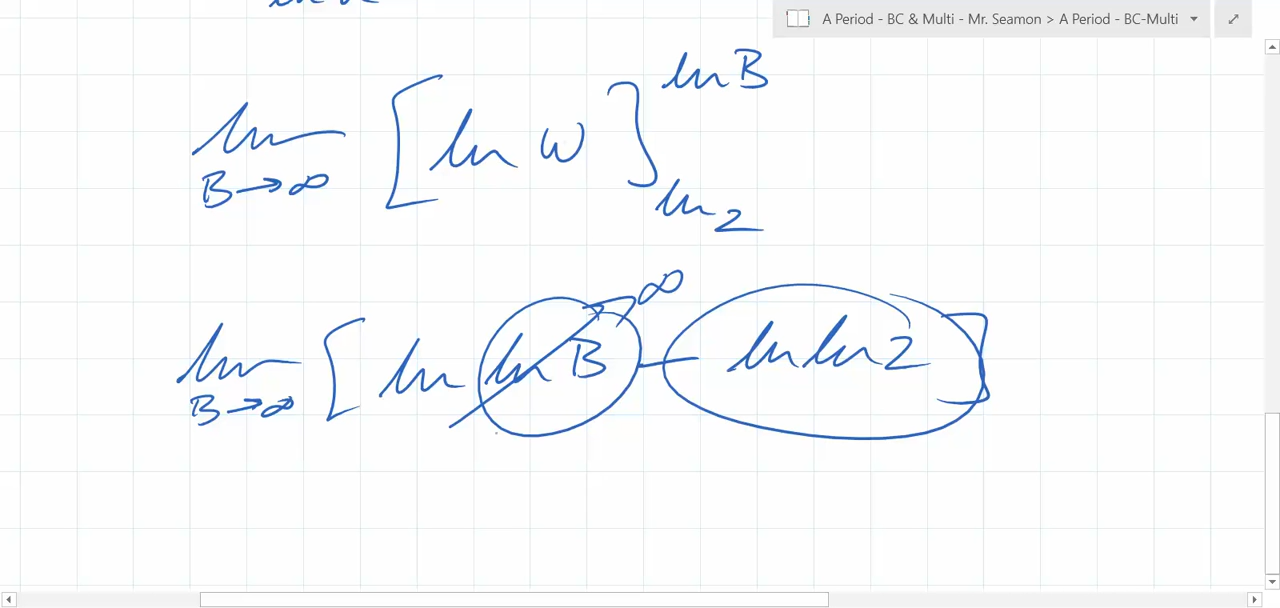 A Period - BC & Multi - Mr. Seamon > A Period - BC-Multi
lim B→∞ [ln w] ln B ln 2
∞
lim B→∞ [ln ln B - ln ln 2]